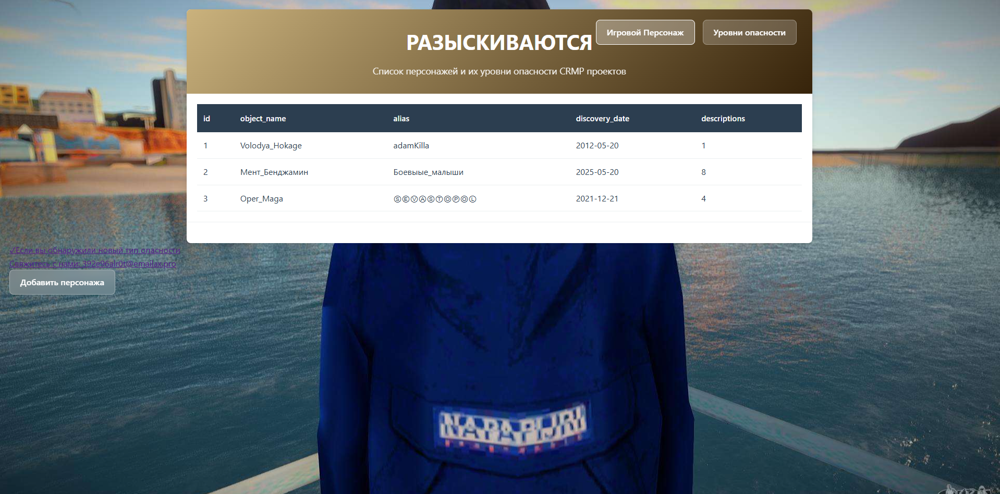 РАЗЫСКИВАЮТСЯ
Игровой Персонаж
Уровни опасности
Список персонажей и их уровни опасности CRMP проектов
id object_name alias discovery_date descriptions
1 Volodya_Hokage adamKilla 2012-05-20 1
2 Мент_Бенджамин Боевыые_малыши 2025-05-20 8
3 Oper_Maga ⓈⒺⓋⒶⓈⓉⓄⓅⓄⓁ 2021-12-21 4
✓Если вы обнаружили новый тип опасности
Свяжитесь с нами: 392e96alr0t@emailax.pro
Добавить персонажа
NAPAPIJRI